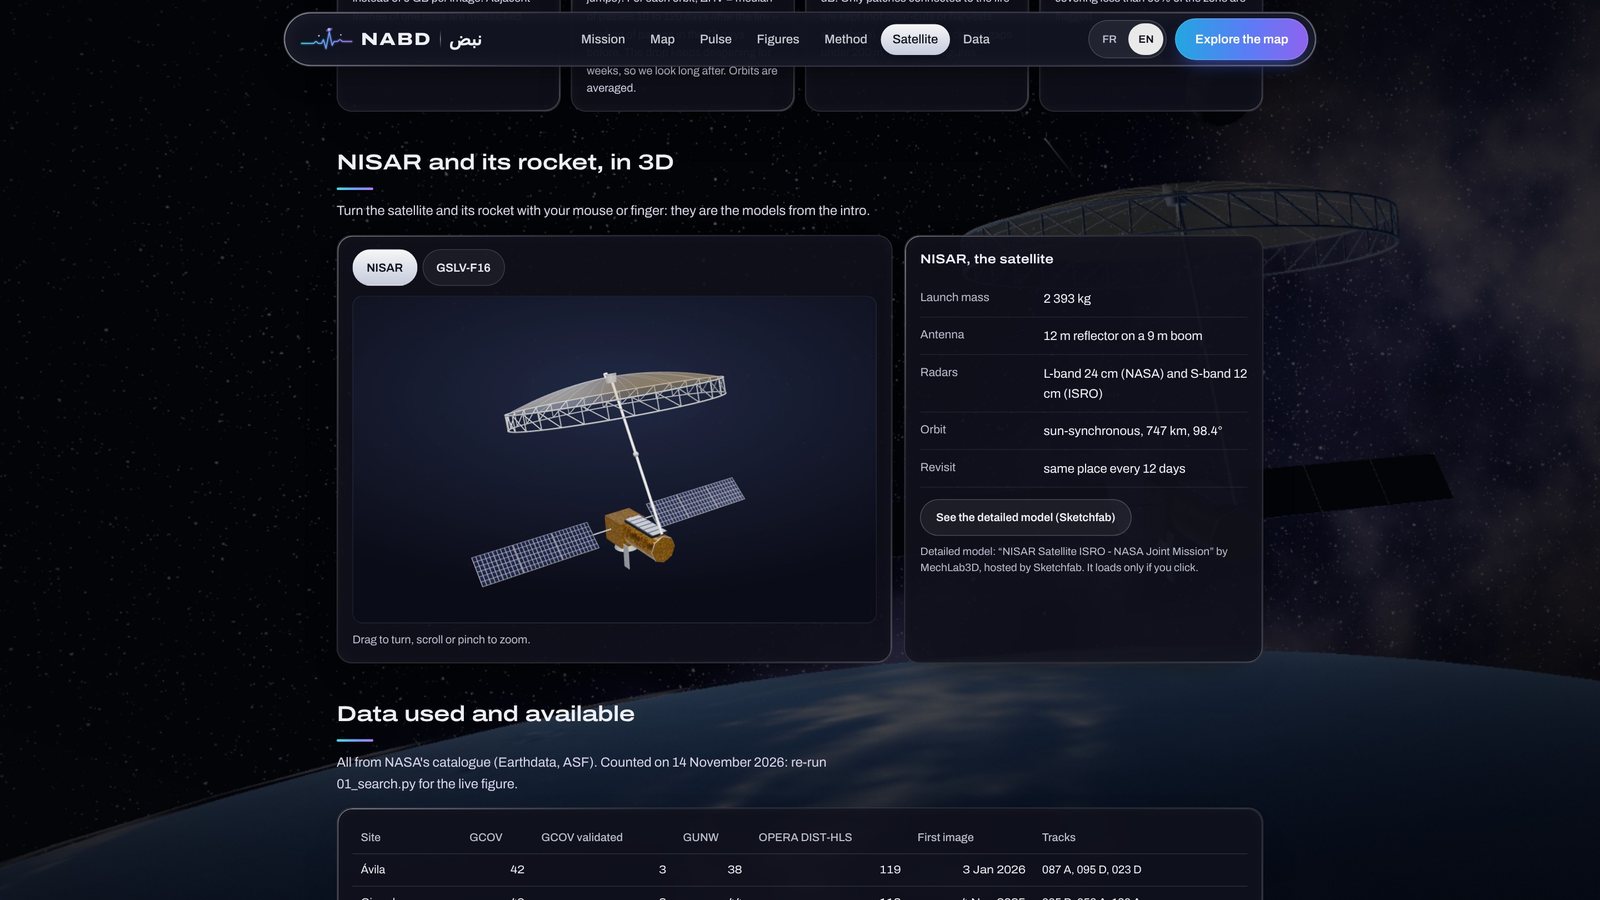 NABD نبض
Mission Map Pulse Figures Method Satellite Data
FR EN Explore the map
weeks, so we look long after. Orbits are
averaged.
NISAR and its rocket, in 3D
Turn the satellite and its rocket with your mouse or finger: they are the models from the intro.
NISAR GSLV-F16
Drag to turn, scroll or pinch to zoom.
NISAR, the satellite
Launch mass 2 393 kg
Antenna 12 m reflector on a 9 m boom
Radars L-band 24 cm (NASA) and S-band 12
cm (ISRO)
Orbit sun-synchronous, 747 km, 98.4°
Revisit same place every 12 days
See the detailed model (Sketchfab)
Detailed model: “NISAR Satellite ISRO - NASA Joint Mission” by
MechLab3D, hosted by Sketchfab. It loads only if you click.
Data used and available
All from NASA's catalogue (Earthdata, ASF). Counted on 14 November 2026: re-run
01_search.py for the live figure.
Site GCOV GCOV validated GUNW OPERA DIST-HLS First image Tracks
Ávila 42 3 38 119 3 Jan 2026 087 A, 095 D, 023 D